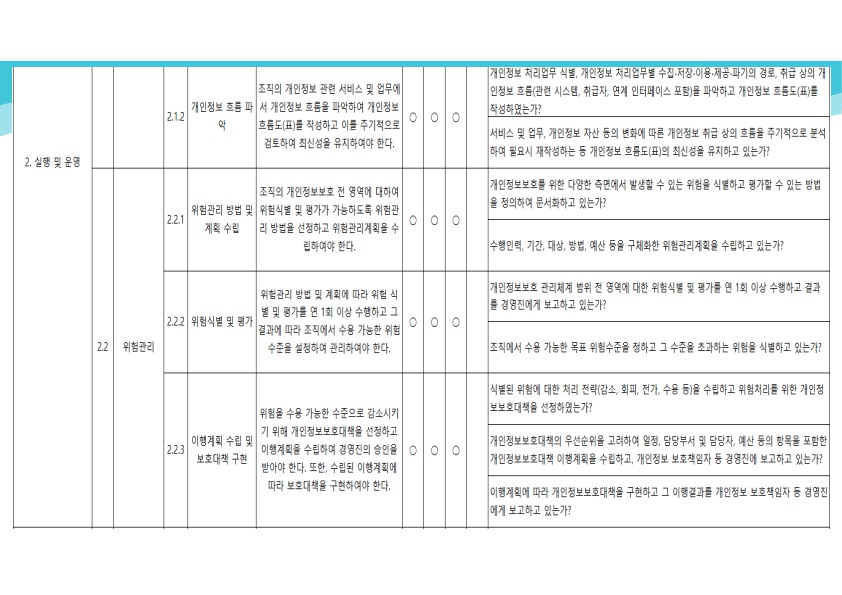 2. 실행 및 운영
2.1.2
개인정보 흐름 파
악
조직의 개인정보 관련 서비스 및 업무에
서 개인정보 흐름을 파악하여 개인정보
흐름도(표)를 작성하고 이를 주기적으로
검토하여 최신성을 유지하여야 한다.
○ ○ ○
개인정보 처리업무 식별, 개인정보 처리업무별 수집·저장·이용·제공·파기의 경로, 취급 상의 개
인정보 흐름(관련 시스템, 취급자, 연계 인터페이스 포함)을 파악하고 개인정보 흐름도(표)를
작성하였는가?
서비스 및 업무, 개인정보 자산 등의 변화에 따른 개인정보 취급 상의 흐름을 주기적으로 분석
하여 필요시 재작성하는 등 개인정보 흐름도(표)의 최신성을 유지하고 있는가?
2.2
위험관리
2.2.1
위험관리 방법 및
계획 수립
조직의 개인정보보호 전 영역에 대하여
위험식별 및 평가가 가능하도록 위험관
리 방법을 선정하고 위험관리계획을 수
립하여야 한다.
○ ○ ○
개인정보보호를 위한 다양한 측면에서 발생할 수 있는 위험을 식별하고 평가할 수 있는 방법
을 정의하여 문서화하고 있는가?
수행인력, 기간, 대상, 방법, 예산 등을 구체화한 위험관리계획을 수립하고 있는가?
2.2.2
위험식별 및 평가
위험관리 방법 및 계획에 따라 위험 식
별 및 평가를 연 1회 이상 수행하고 그
결과에 따라 조직에서 수용 가능한 위험
수준을 설정하여 관리하여야 한다.
○ ○ ○
개인정보보호 관리체계 범위 전 영역에 대한 위험식별 및 평가를 연 1회 이상 수행하고 결과
를 경영진에게 보고하고 있는가?
조직에서 수용 가능한 목표 위험수준을 정하고 그 수준을 초과하는 위험을 식별하고 있는가?
2.2.3
이행계획 수립 및
보호대책 구현
위험을 수용 가능한 수준으로 감소시키
기 위해 개인정보보호대책을 선정하고
이행계획을 수립하여 경영진의 승인을
받아야 한다. 또한, 수립된 이행계획에
따라 보호대책을 구현하여야 한다.
○ ○ ○
식별된 위험에 대한 처리 전략(감소, 회피, 전가, 수용 등)을 수립하고 위험처리를 위한 개인정
보보호대책을 선정하였는가?
개인정보보호대책의 우선순위를 고려하여 일정, 담당부서 및 담당자, 예산 등의 항목을 포함한
개인정보보호대책 이행계획을 수립하고, 개인정보 보호책임자 등 경영진에 보고하고 있는가?
이행계획에 따라 개인정보보호대책을 구현하고 그 이행결과를 개인정보 보호책임자 등 경영진
에게 보고하고 있는가?